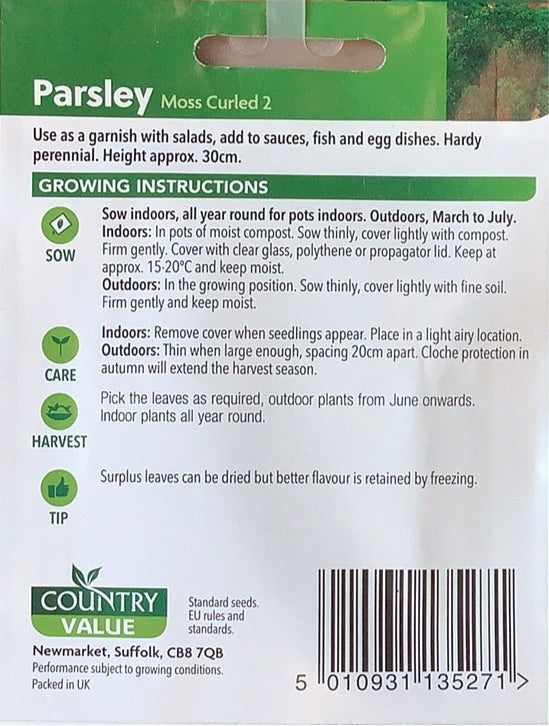 Parsley Moss Curled 2
Use as a garnish with salads, add to sauces, fish and egg dishes. Hardy
perennial. Height approx. 30cm.
GROWING INSTRUCTIONS
SOW
Sow indoors, all year round for pots indoors. Outdoors, March to July.
Indoors: In pots of moist compost. Sow thinly, cover lightly with compost.
Firm gently. Cover with clear glass, polythene or propagator lid. Keep at
approx. 15-20°C and keep moist.
Outdoors: In the growing position. Sow thinly, cover lightly with fine soil.
Firm gently and keep moist.
CARE
Indoors: Remove cover when seedlings appear. Place in a light airy location.
Outdoors: Thin when large enough, spacing 20cm apart. Cloche protection in
autumn will extend the harvest season.
HARVEST
Pick the leaves as required, outdoor plants from June onwards.
Indoor plants all year round.
TIP
Surplus leaves can be dried but better flavour is retained by freezing.
COUNTRY
VALUE
Standard seeds.
EU rules and
standards.
Newmarket, Suffolk, CB8 7QB
Performance subject to growing conditions.
Packed in UK
5 010931 135271 >